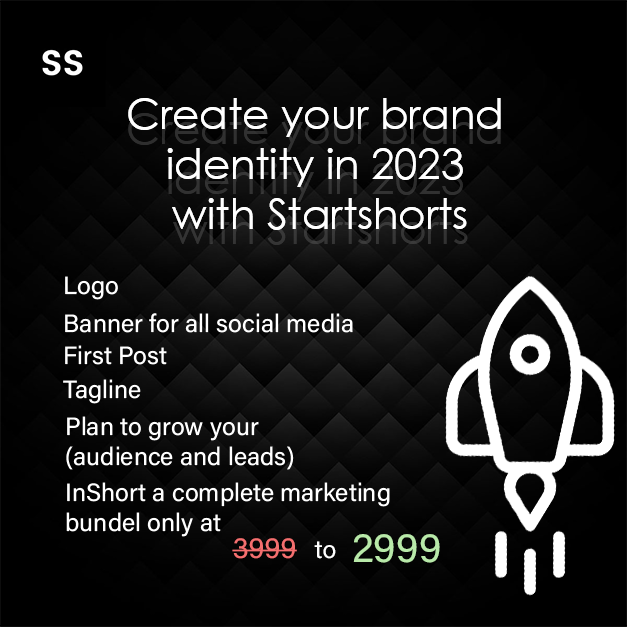 SS
Create your brand
identity in 2023
with Startshorts
Logo
Banner for all social media
First Post
Tagline
Plan to grow your
(audience and leads)
InShort a complete marketing
bundel only at
3999 to 2999